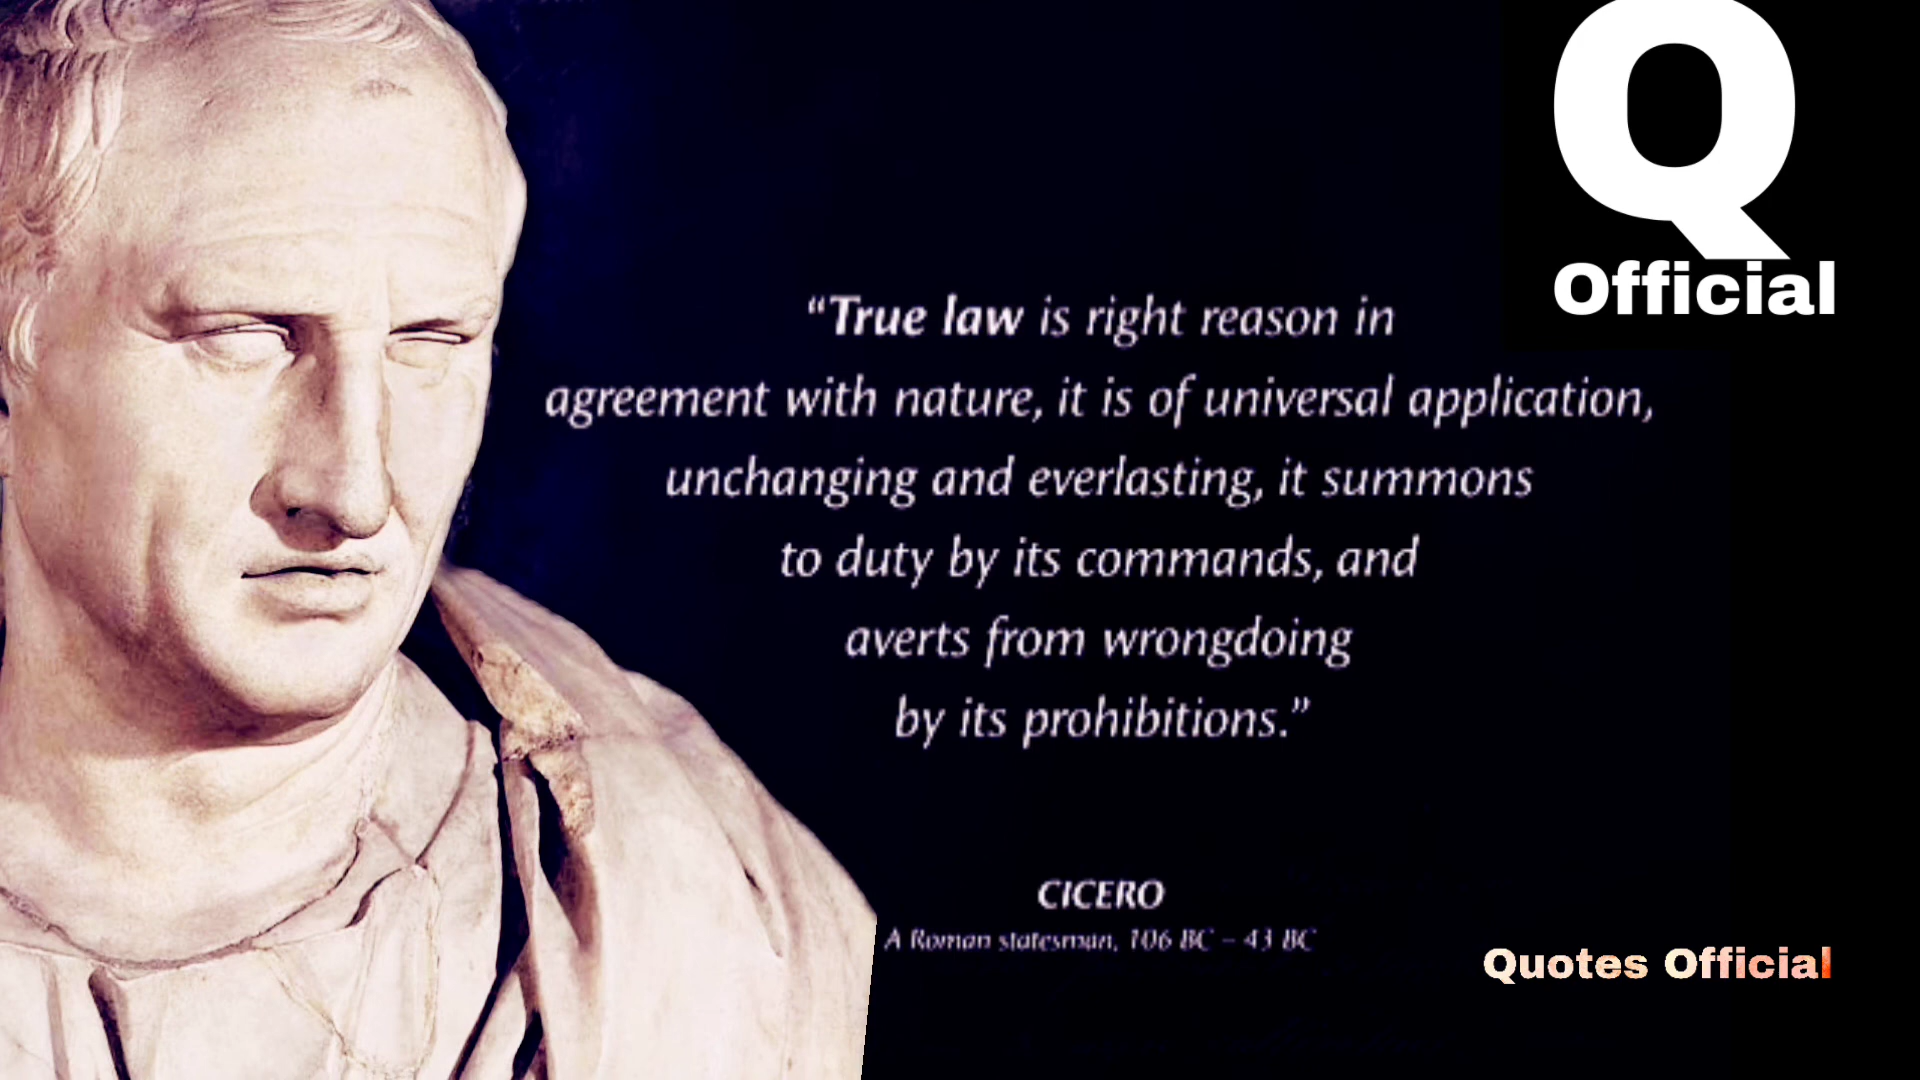 Q
Official
“True law is right reason in
agreement with nature, it is of universal application,
unchanging and everlasting, it summons
to duty by its commands, and
averts from wrongdoing
by its prohibitions.”
CICERO
A Roman statesman, 106 BC – 43 BC
Quotes Official